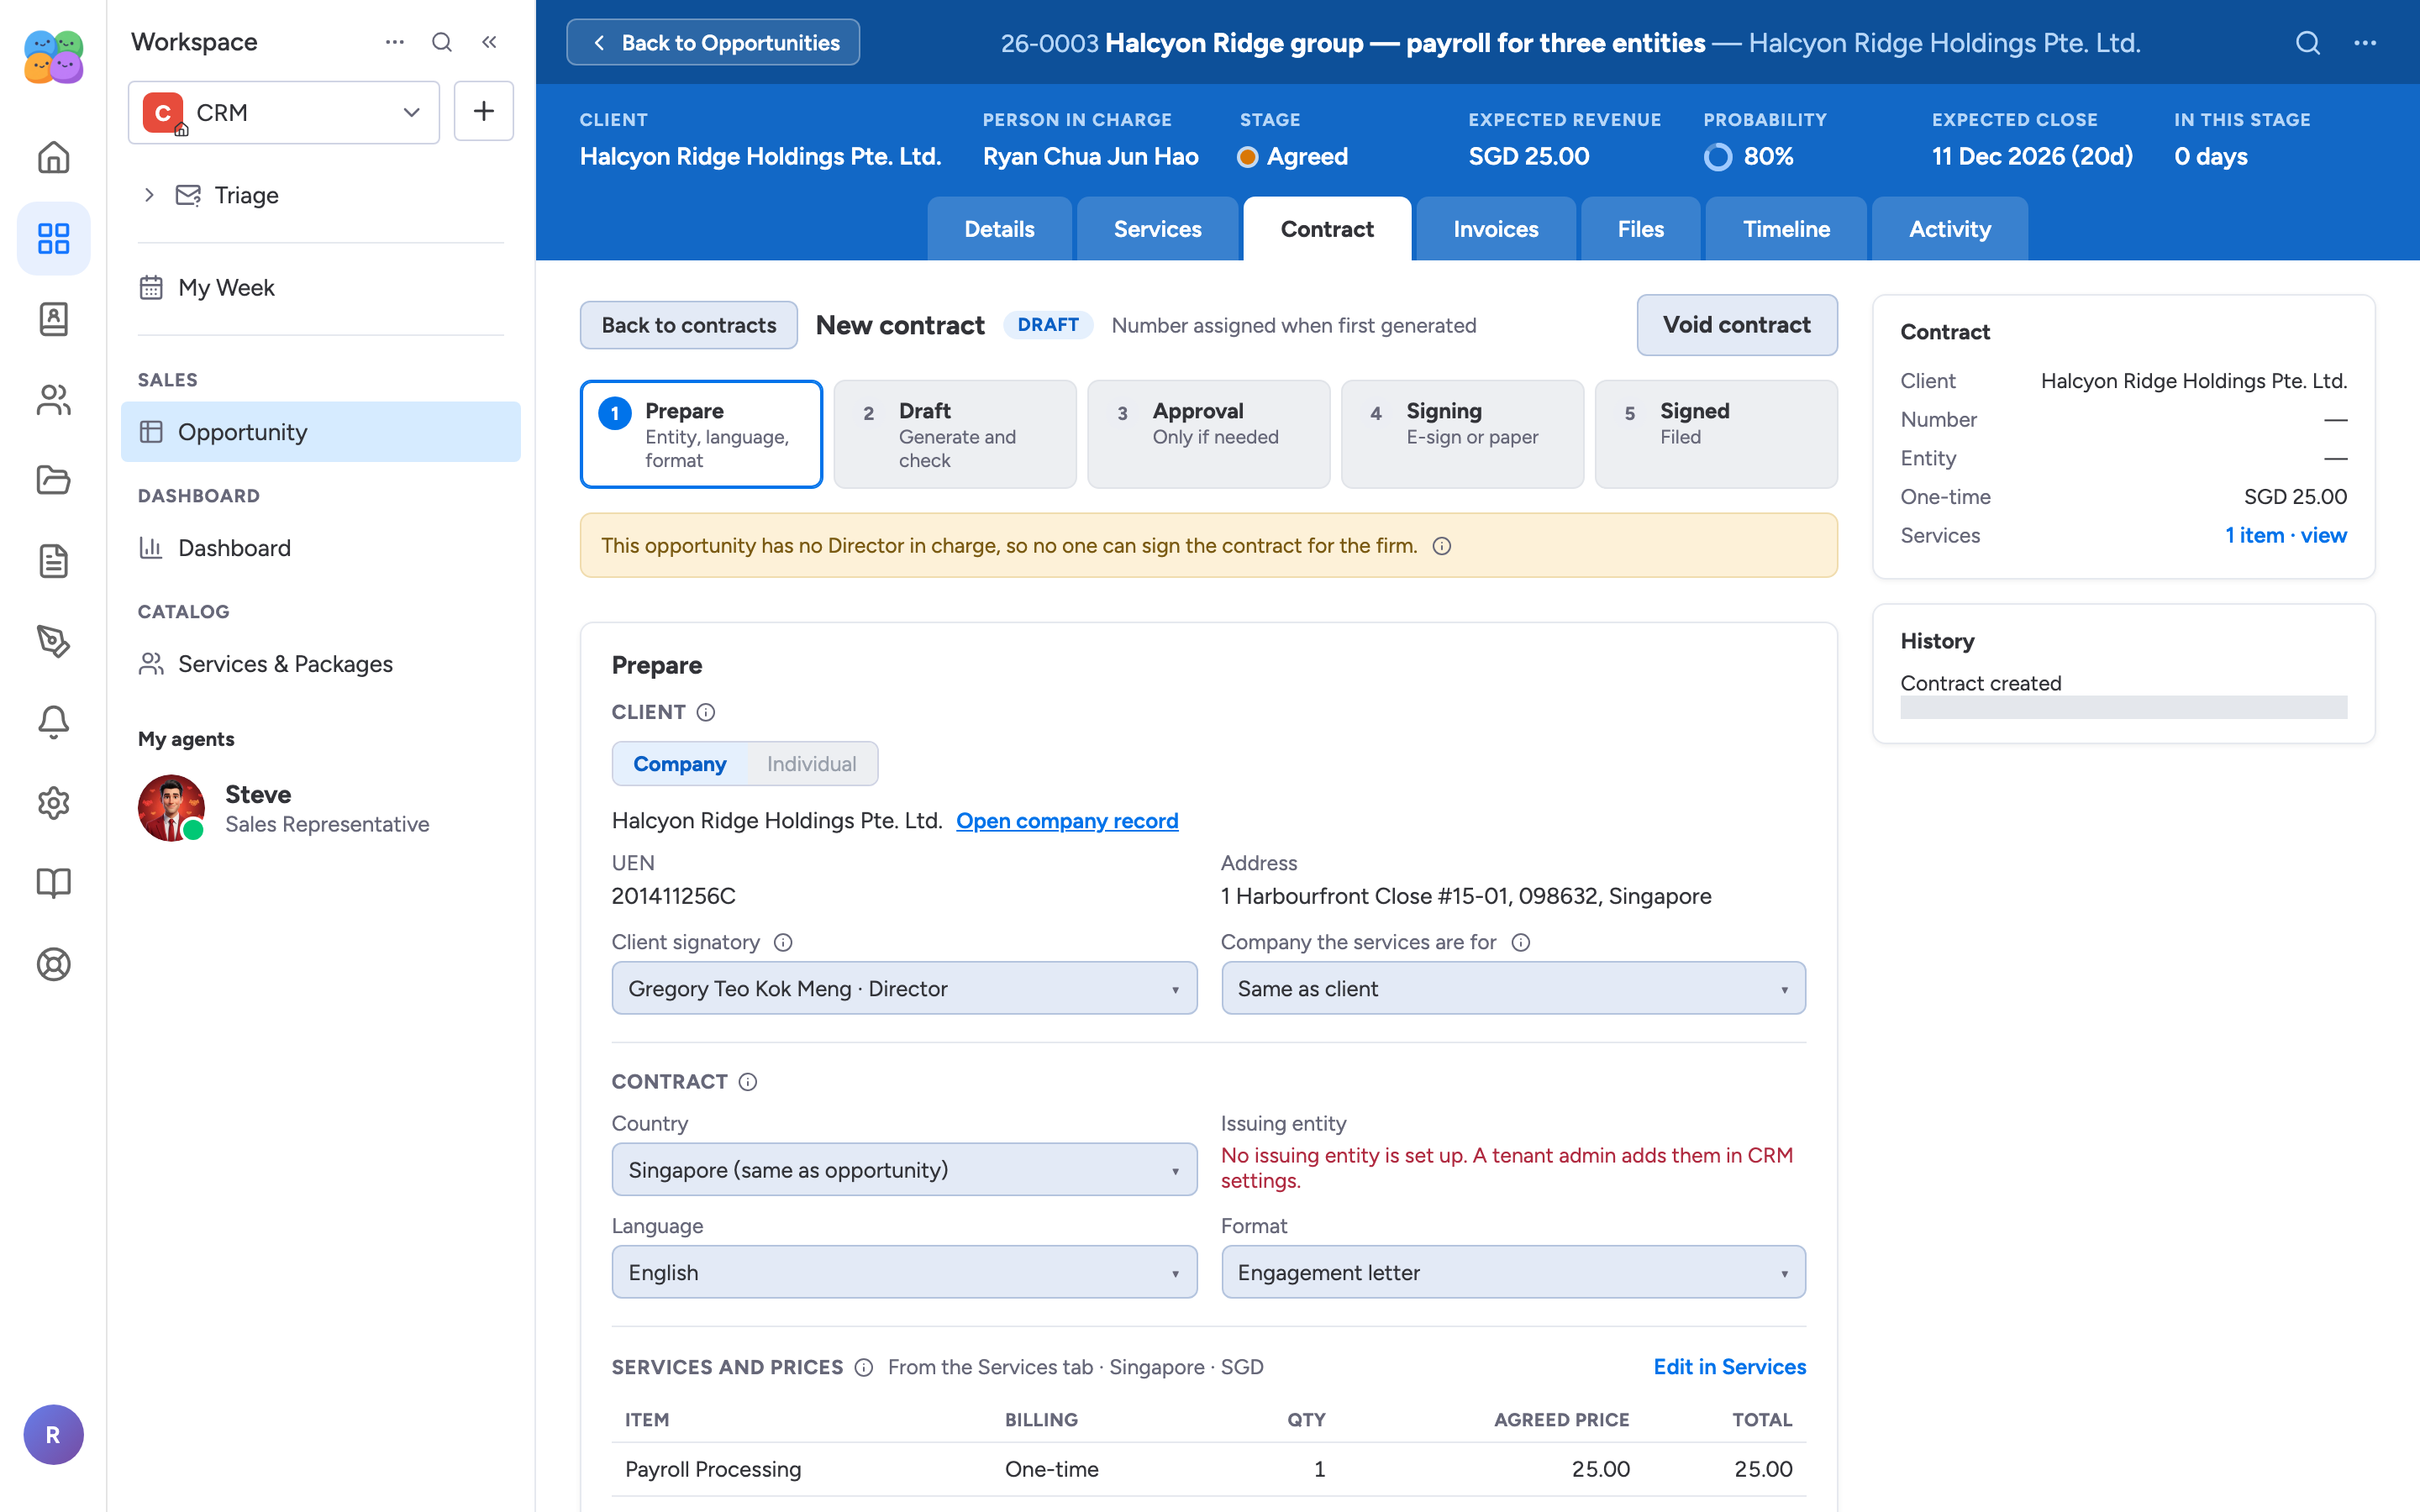 Workspace
C CRM
Triage
My Week
SALES
Opportunity
DASHBOARD
Dashboard
CATALOG
Services & Packages
My agents
Steve
Sales Representative
R
Back to Opportunities
26-0003 Halcyon Ridge group — payroll for three entities — Halcyon Ridge Holdings Pte. Ltd.
CLIENT
Halcyon Ridge Holdings Pte. Ltd.
PERSON IN CHARGE
Ryan Chua Jun Hao
STAGE
Agreed
EXPECTED REVENUE
SGD 25.00
PROBABILITY
80%
EXPECTED CLOSE
11 Dec 2026 (20d)
IN THIS STAGE
0 days
Details
Services
Contract
Invoices
Files
Timeline
Activity
Back to contracts
New contract
DRAFT
Number assigned when first generated
Void contract
1 Prepare
Entity, language,
format
2 Draft
Generate and
check
3 Approval
Only if needed
4 Signing
E-sign or paper
5 Signed
Filed
This opportunity has no Director in charge, so no one can sign the contract for the firm.
Prepare
CLIENT
Company
Individual
Halcyon Ridge Holdings Pte. Ltd. Open company record
UEN
201411256C
Address
1 Harbourfront Close #15-01, 098632, Singapore
Client signatory
Gregory Teo Kok Meng · Director
Company the services are for
Same as client
CONTRACT
Country
Singapore (same as opportunity)
Issuing entity
No issuing entity is set up. A tenant admin adds them in CRM
settings.
Language
English
Format
Engagement letter
SERVICES AND PRICES From the Services tab · Singapore · SGD
Edit in Services
ITEM BILLING QTY AGREED PRICE TOTAL
Payroll Processing One-time 1 25.00 25.00
Contract
Client Halcyon Ridge Holdings Pte. Ltd.
Number —
Entity —
One-time SGD 25.00
Services 1 item · view
History
Contract created